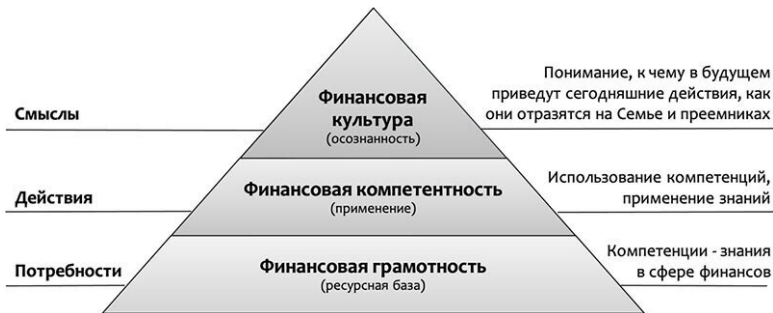 Смыслы
Финансовая
культура
(осознанность)
Понимание, к чему в будущем
приведут сегодняшние действия, как
они отразятся на Семье и преемниках
Действия
Финансовая компетентность
(применение)
Использование компетенций,
применение знаний
Потребности
Финансовая грамотность
(ресурсная база)
Компетенции - знания
в сфере финансов